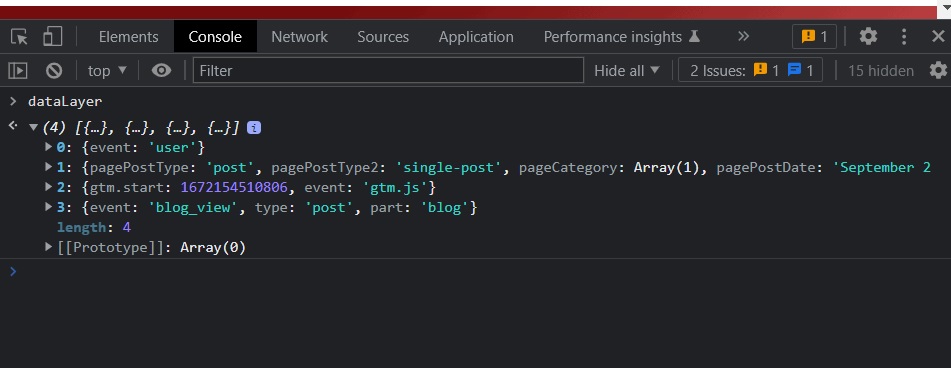 Elements Console Network Sources Application Performance insights » 1
top Filter Hide all 2 Issues: 1 1 15 hidden
> dataLayer
(4) [{…}, {…}, {…}, {…}] i
0: {event: 'user'}
1: {pagePostType: 'post', pagePostType2: 'single-post', pageCategory: Array(1), pagePostDate: 'September 2
2: {gtm.start: 1672154510806, event: 'gtm.js'}
3: {event: 'blog_view', type: 'post', part: 'blog'}
length: 4
[[Prototype]]: Array(0)
>